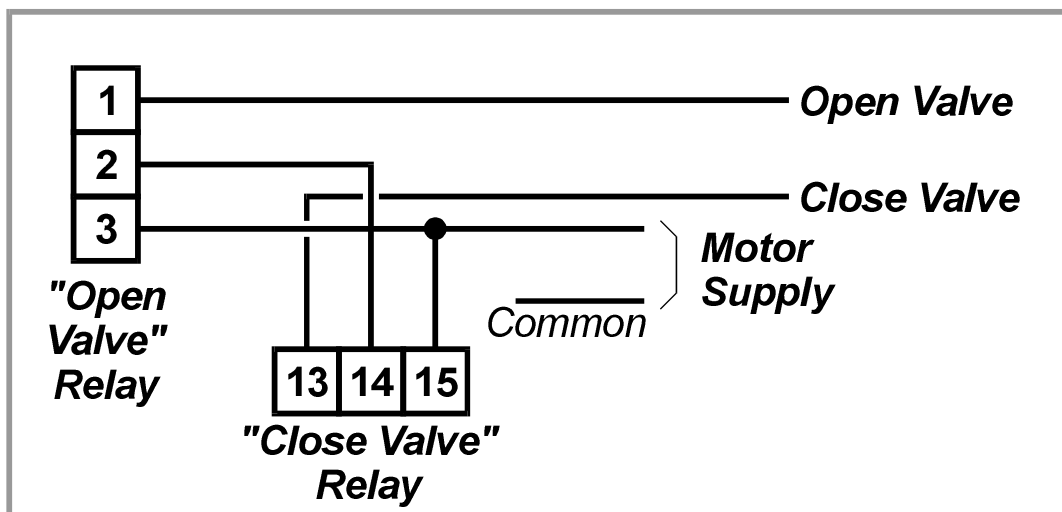 1
Open Valve
2
Close Valve
3
Motor
Supply
"Open
Valve"
Relay
Common
13 14 15
"Close Valve"
Relay